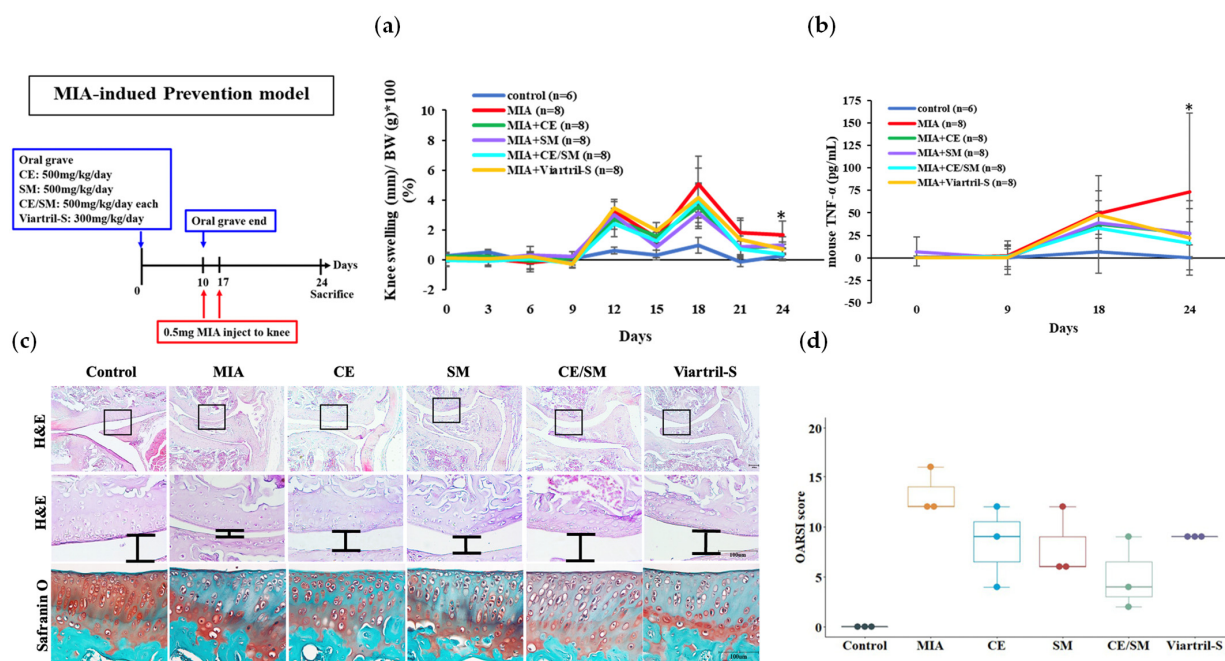 (a)
(b)
MIA-indued Prevention model
Oral grave
CE: 500mg/kg/day
SM: 500mg/kg/day
CE/SM: 500mg/kg/day each
Viartril-S: 300mg/kg/day
Oral grave end
Days
0
10
17
24
Sacrifice
0.5mg MIA inject to knee
Knee swelling (mm)/ BW (g)*100
(%)
control (n=6)
MIA (n=8)
MIA+CE (n=8)
MIA+SM (n=8)
MIA+CE/SM (n=8)
MIA+Viartril-S (n=8)
10
8
6
4
2
0
-2
*
0 3 6 9 12 15 18 21 24
Days
mouse TNF-α (pg/mL)
control (n=6)
MIA (n=8)
MIA+CE (n=8)
MIA+SM (n=8)
MIA+CE/SM (n=8)
MIA+Viartril-S (n=8)
175
150
125
100
75
50
25
0
-25
-50
*
0 9 18 24
Days
(c)
Control MIA CE SM CE/SM Viartril-S
H&E
H&E
100um
Safranin O
100um
(d)
OARSI score
20
15
10
5
0
Control MIA CE SM CE/SM Viartril-S